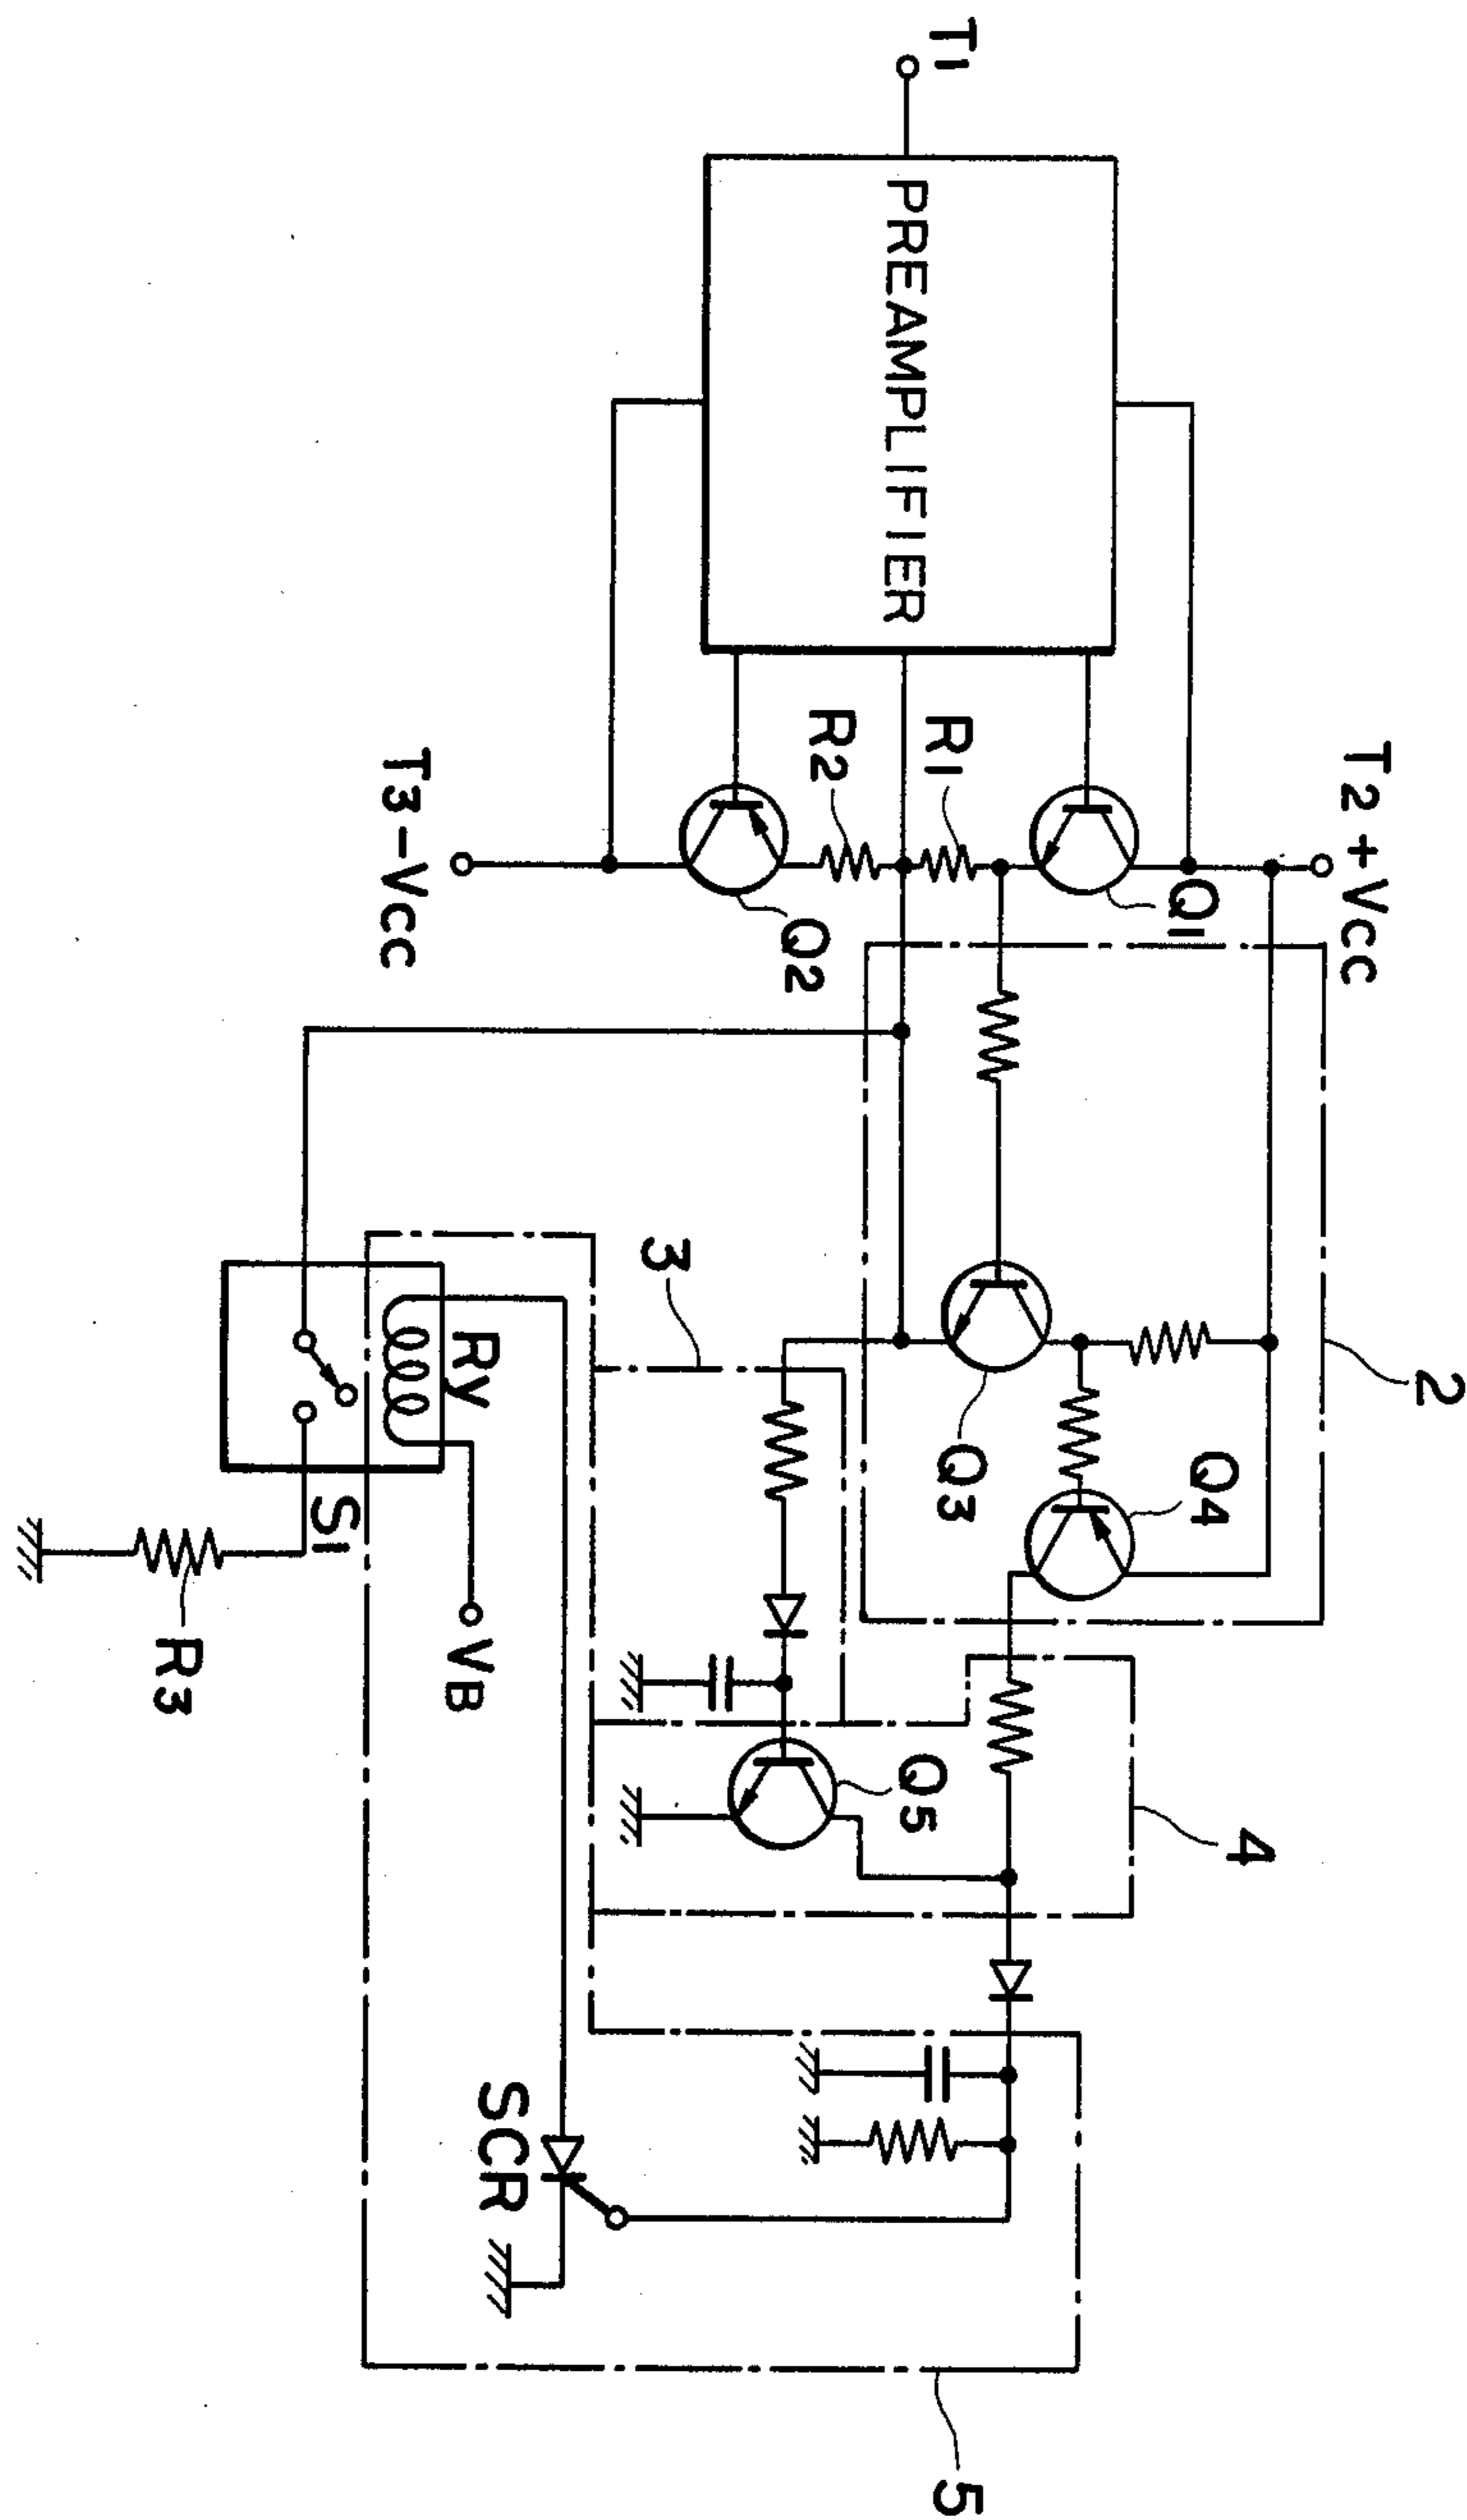 T1
PREAMPLIFIER
T2+VCC
Q1
R1
R2
Q2
T3-VCC
2
Q4
Q3
3
Ry
S1
VB
R3
Q5
4
SCR
5